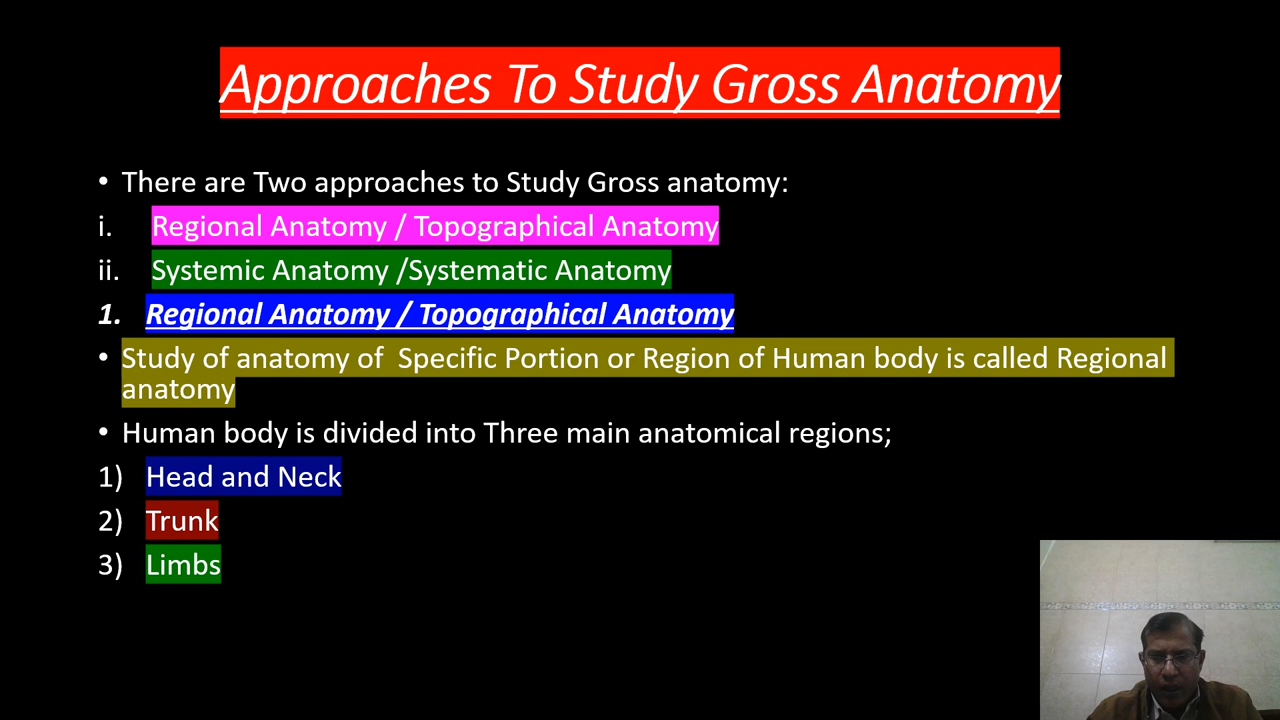 Approaches To Study Gross Anatomy
• There are Two approaches to Study Gross anatomy:
i. Regional Anatomy / Topographical Anatomy
ii. Systemic Anatomy /Systematic Anatomy
1. Regional Anatomy / Topographical Anatomy
• Study of anatomy of  Specific Portion or Region of Human body is called Regional
anatomy
• Human body is divided into Three main anatomical regions;
1) Head and Neck
2) Trunk
3) Limbs